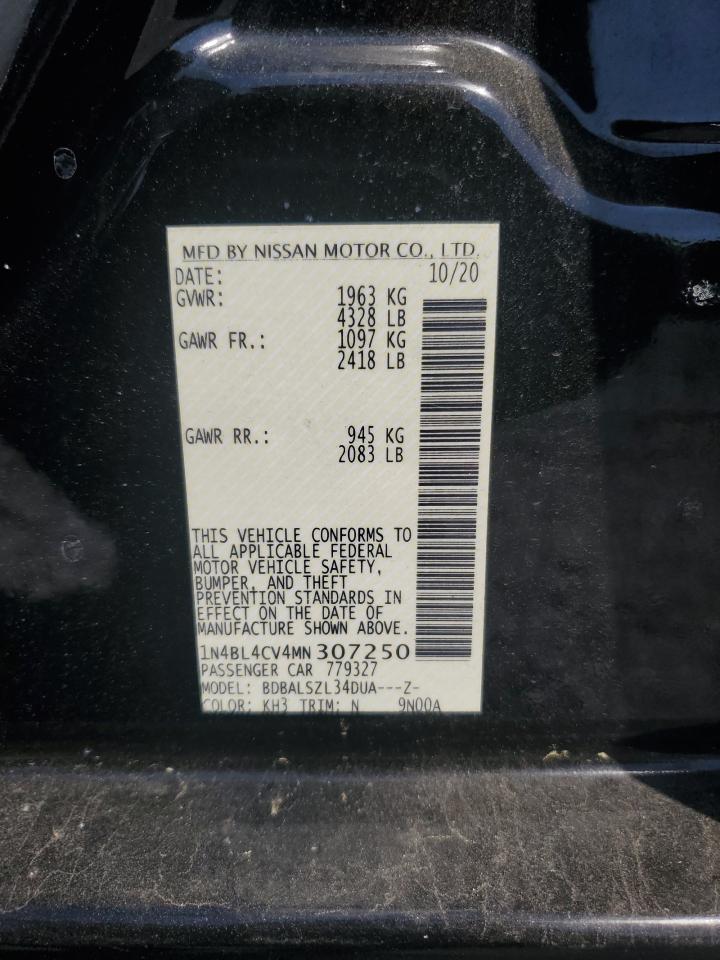 MFD BY NISSAN MOTOR CO., LTD.
DATE: 10/20
GVWR: 1963 KG
4328 LB
GAWR FR.: 1097 KG
2418 LB
GAWR RR.: 945 KG
2083 LB
THIS VEHICLE CONFORMS TO
ALL APPLICABLE FEDERAL
MOTOR VEHICLE SAFETY,
BUMPER, AND THEFT
PREVENTION STANDARDS IN
EFFECT ON THE DATE OF
MANUFACTURE SHOWN ABOVE.
1N4BL4CV4MN307250
PASSENGER CAR 779327
MODEL: BDBALSZL34DUA---Z-
COLOR: KH3 TRIM: N 9N00A